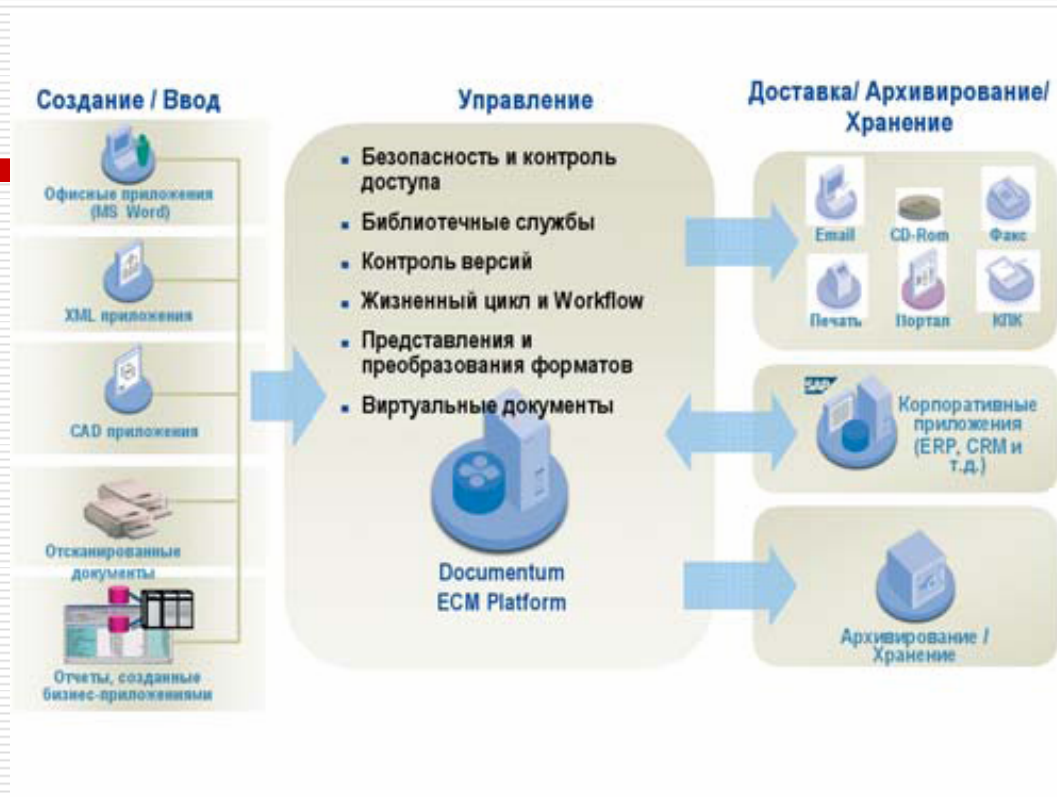 Создание / Ввод
Офисные приложения
(MS Word)
XML приложения
CAD приложения
Отсканированные
документы
Отчеты, созданные
бизнес-приложениями
Управление
Безопасность и контроль
доступа
Библиотечные службы
Контроль версий
Жизненный цикл и Workflow
Представления и
преобразования форматов
Виртуальные документы
Documentum
ECM Platform
Доставка/ Архивирование/
Хранение
Email CD-Rom Факс
Печать Портал КПК
SAP
Корпоративные
приложения
(ERP, CRM и
т.д.)
Архивирование /
Хранение